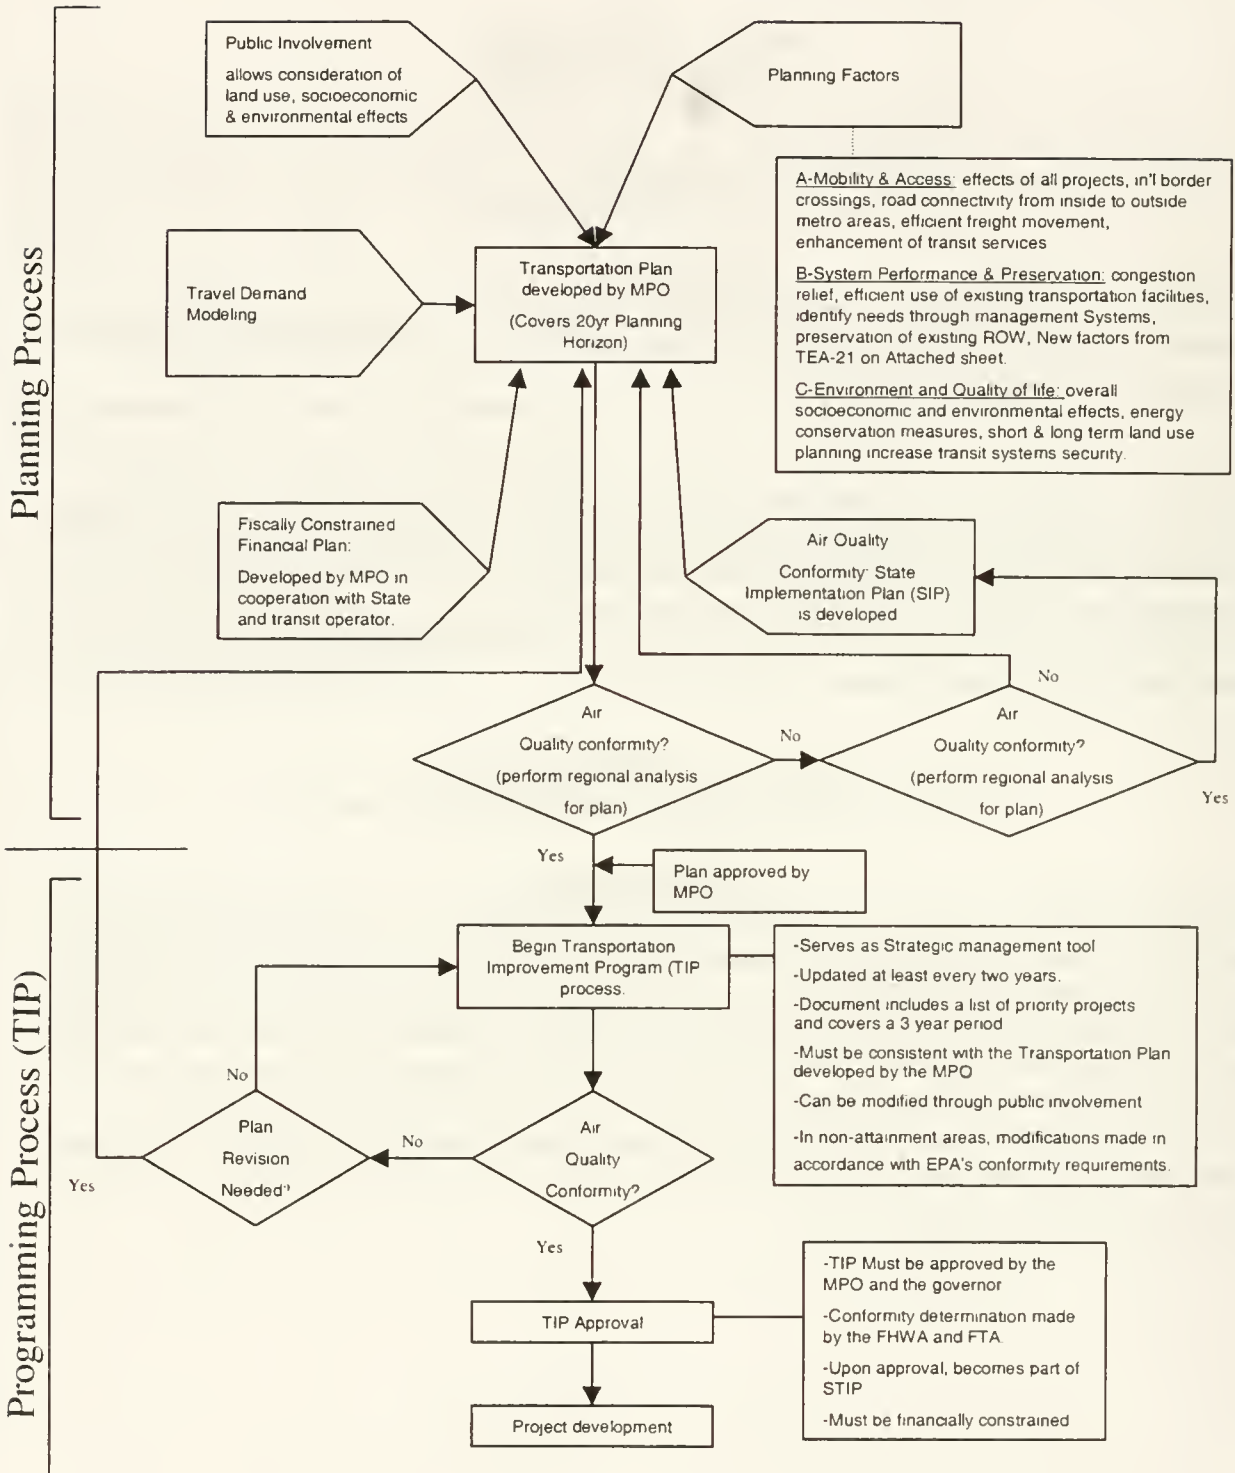 Planning Process
Public Involvement
allows consideration of
land use, socioeconomic
& environmental effects
Planning Factors
A-Mobility & Access: effects of all projects, in'l border
crossings, road connectivity from inside to outside
metro areas, efficient freight movement,
enhancement of transit services
B-System Performance & Preservation: congestion
relief, efficient use of existing transportation facilities,
identify needs through management Systems,
preservation of existing ROW, New factors from
TEA-21 on Attached sheet.
C-Environment and Quality of life: overall
socioeconomic and environmental effects, energy
conservation measures, short & long term land use
planning increase transit systems security.
Travel Demand
Modeling
Transportation Plan
developed by MPO
(Covers 20yr Planning
Horizon)
Fiscally Constrained
Financial Plan:
Developed by MPO in
cooperation with State
and transit operator.
Air Quality
Conformity: State
Implementation Plan (SIP)
is developed
Air
Quality conformity?
(perform regional analysis
for plan)
No
Air
Quality conformity?
(perform regional analysis
for plan)
No
Yes
Yes
Plan approved by
MPO
Programming Process (TIP)
Begin Transportation
Improvement Program (TIP
process.
-Serves as Strategic management tool
-Updated at least every two years.
-Document includes a list of priority projects
and covers a 3 year period
-Must be consistent with the Transportation Plan
developed by the MPO
-Can be modified through public involvement
-In non-attainment areas, modifications made in
accordance with EPA's conformity requirements.
No
Plan
Revision
Needed?
Yes
No
Air
Quality
Conformity?
Yes
TIP Approval
-TIP Must be approved by the
MPO and the governor
-Conformity determination made
by the FHWA and FTA.
-Upon approval, becomes part of
STIP
-Must be financially constrained
Project development